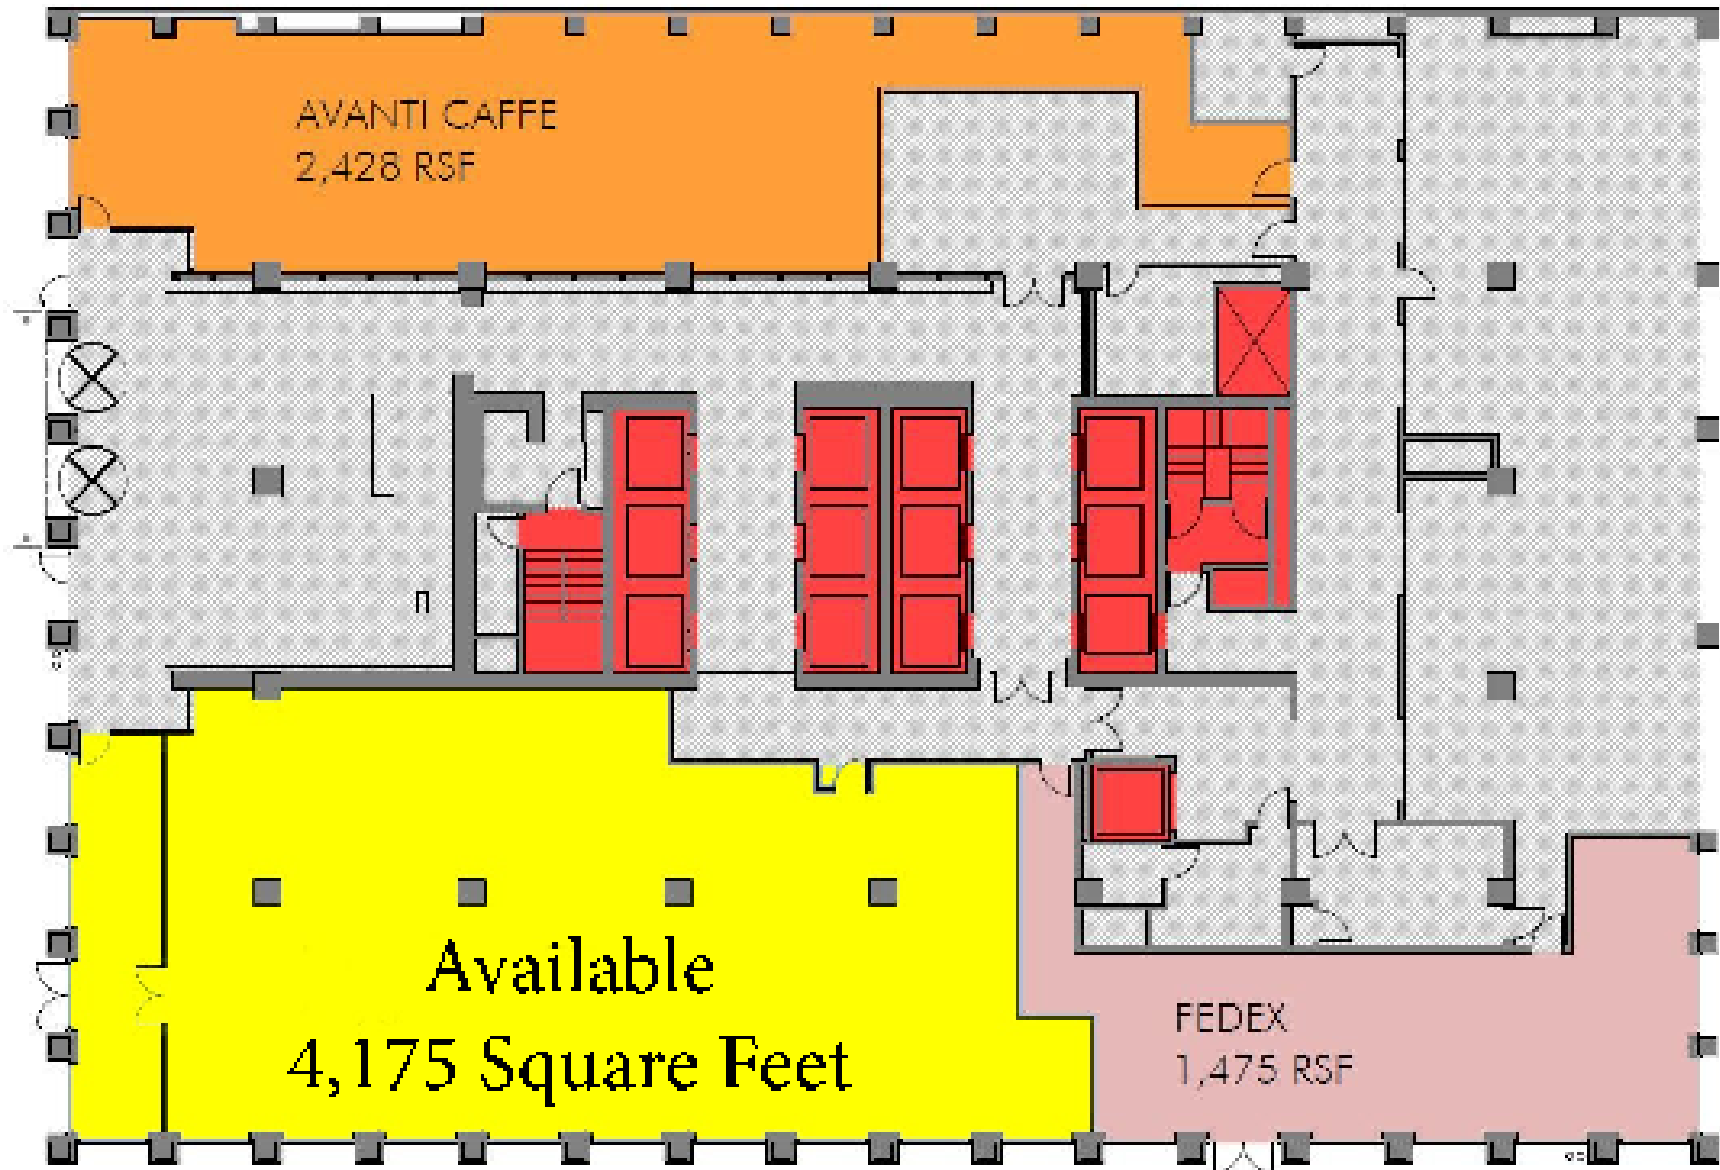 AVANTI CAFFE
2,428 RSF
Available
4,175 Square Feet
FEDEX
1,475 RSF